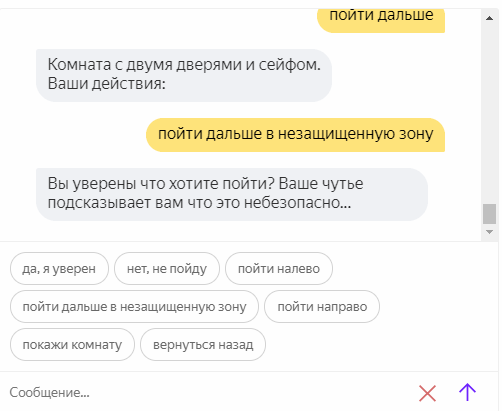 пойти дальше
Комната с двумя дверями и сейфом.
Ваши действия:
пойти дальше в незащищенную зону
Вы уверены что хотите пойти? Ваше чутье
подсказывает вам что это небезопасно...
да, я уверен
нет, не пойду
пойти налево
пойти дальше в незащищенную зону
пойти направо
покажи комнату
вернуться назад
Сообщение...